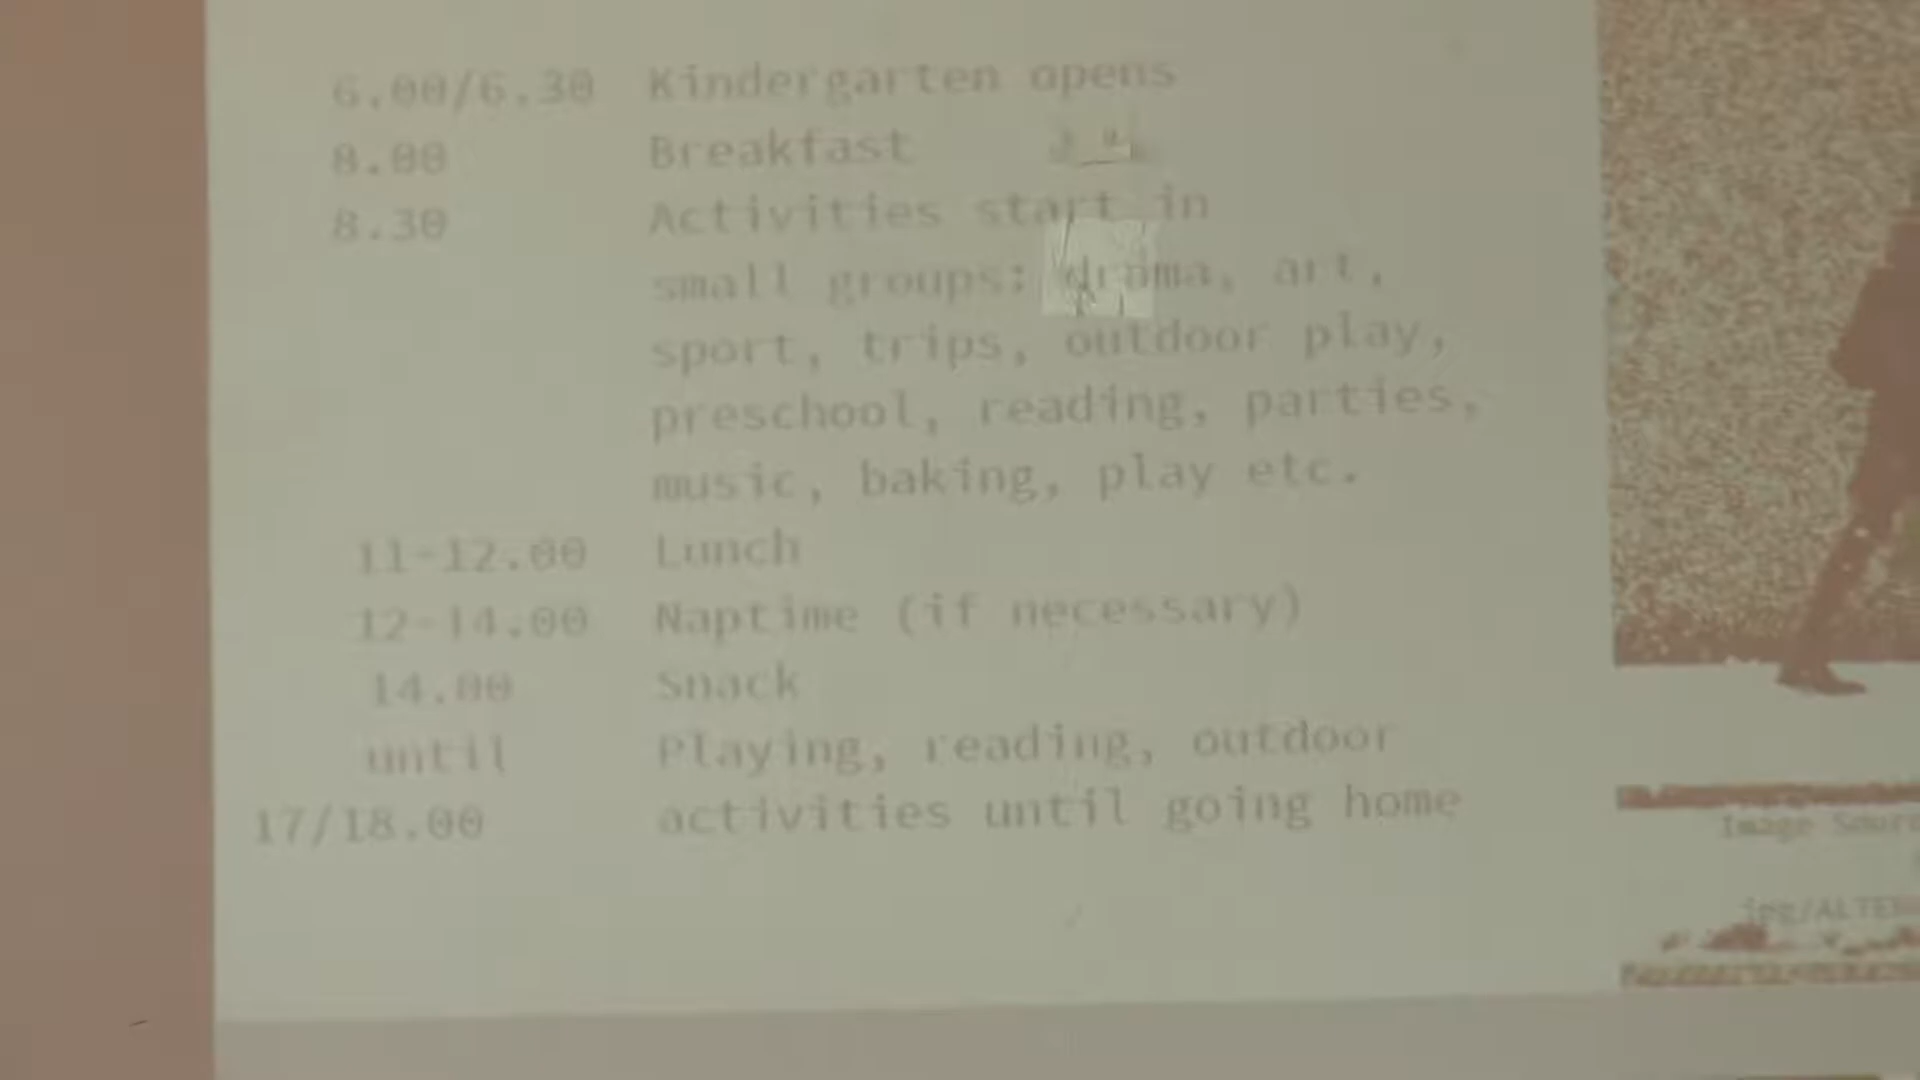 6.00/6.30 Kindergarten opens
8.00 Breakfast
8.30 Activities start in
small groups: drama, art,
sport, trips, outdoor play,
preschool, reading, parties,
music, baking, play etc.
11-12.00 Lunch
12-14.00 Naptime (if necessary)
14.00 Snack
until Playing, reading, outdoor
17/18.00 activities until going home
Image